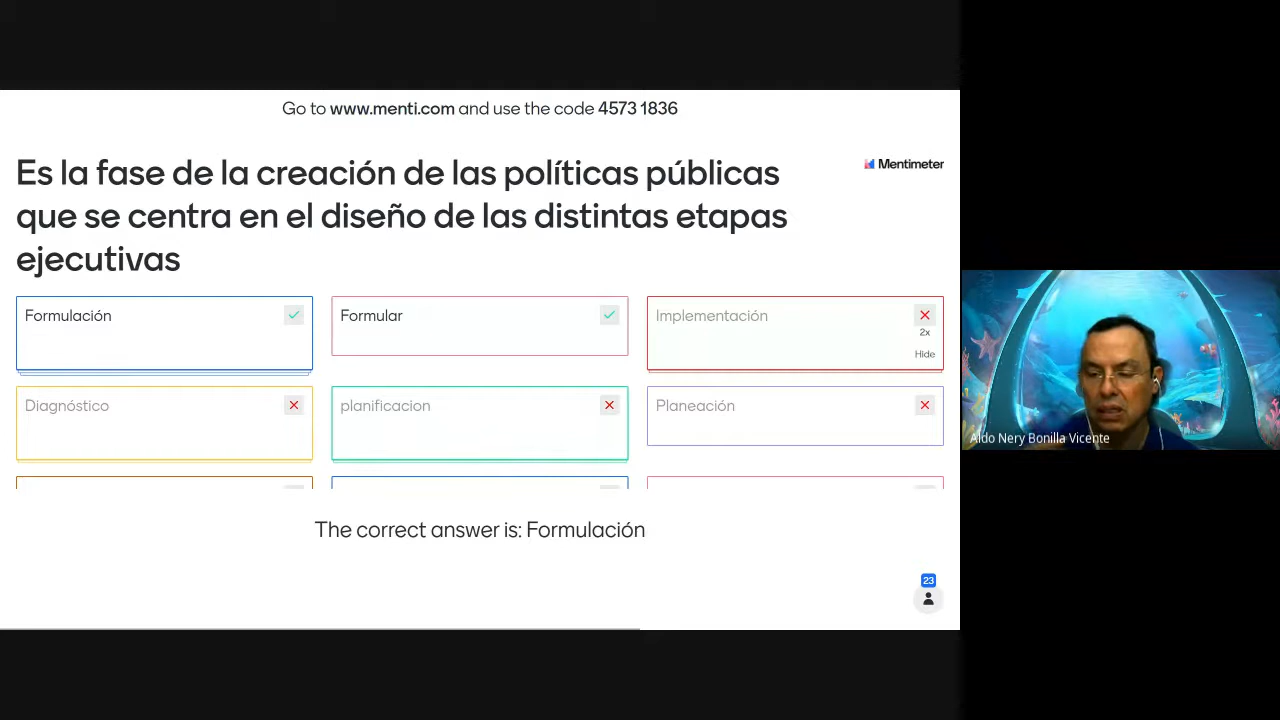 Go to www.menti.com and use the code 4573 1836
Es la fase de la creación de las políticas públicas
que se centra en el diseño de las distintas etapas
ejecutivas
Mentimeter
Formulación
Formular
Implementación
2x
Hide
Diagnóstico
planificacion
Planeación
The correct answer is: Formulación
23
Aldo Nery Bonilla Vicente